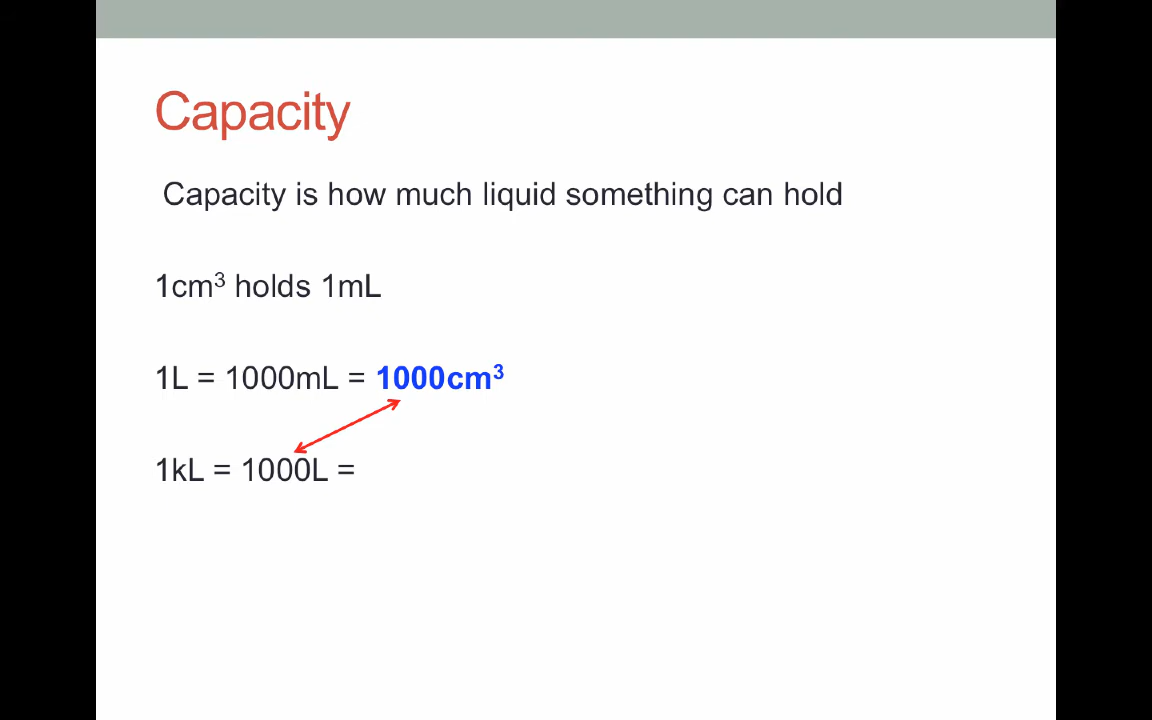 Capacity
Capacity is how much liquid something can hold
1cm³ holds 1mL
1L = 1000mL = 1000cm³
1kL = 1000L =